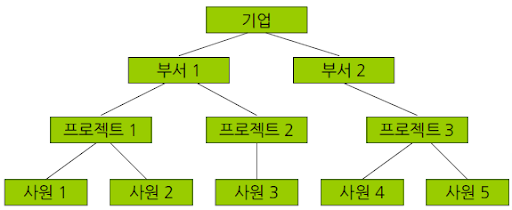 기업
부서 1 부서 2
프로젝트 1 프로젝트 2 프로젝트 3
사원 1 사원 2 사원 3 사원 4 사원 5